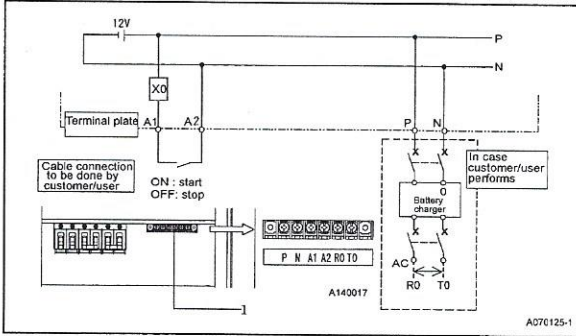 12V
P
N
X0
Terminal plate
A1
A2
P
N
Cable connection
to be done by
customer/user
ON : start
OFF: stop
In case
customer/user
performs
0
Battery
charger
AC
R0
T0
P N A1 A2 R0 T0
A140017
1
A070125-1